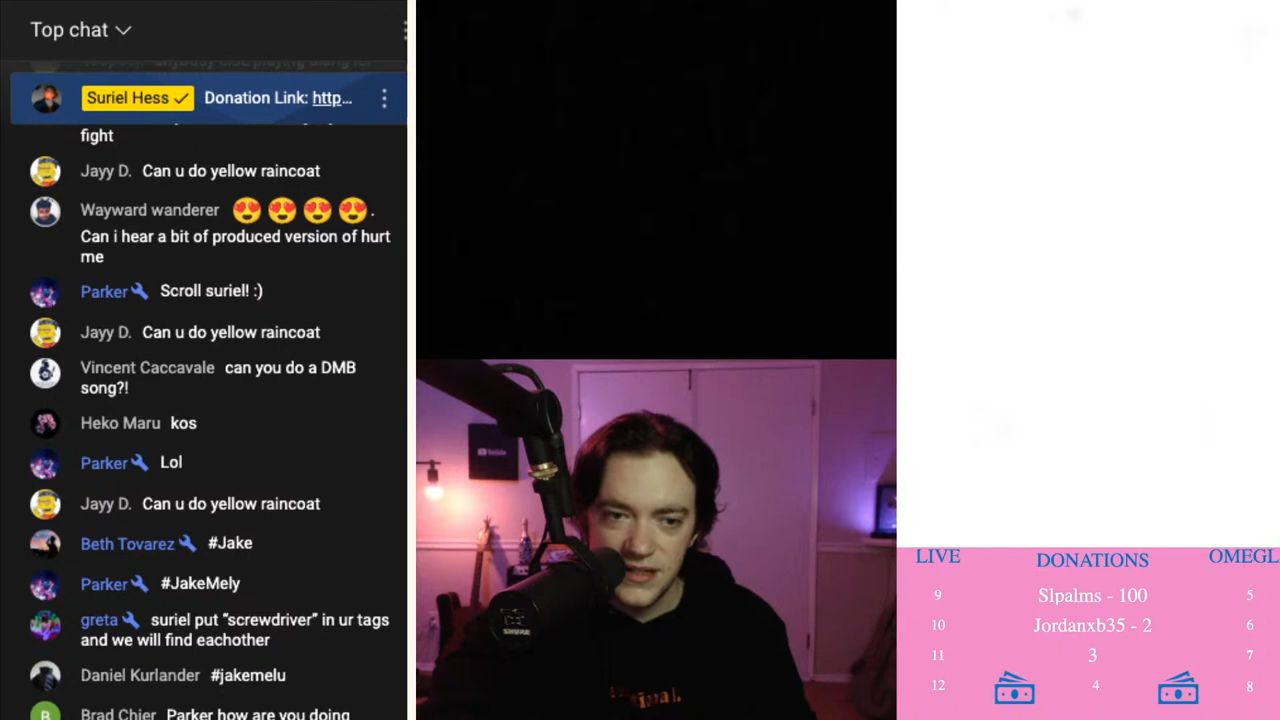 Top chat
Suriel Hess Donation Link: http...
fight
Jayy D. Can u do yellow raincoat
Wayward wanderer 😍😍😍😍.
Can i hear a bit of produced version of hurt
me
Parker Scroll suriel! :)
Jayy D. Can u do yellow raincoat
Vincent Caccavale can you do a DMB
song?!
Heko Maru kos
Parker Lol
Jayy D. Can u do yellow raincoat
Beth Tovarez #Jake
Parker #JakeMely
greta suriel put “screwdriver” in ur tags
and we will find eachother
Daniel Kurlander #jakemelu
B
Brad Chier Parker how are you doing
YouTube
SHURE
LIVE DONATIONS OMEGL
9 Slpalms - 100 5
10 Jordanxb35 - 2 6
11 3 7
12 4 8